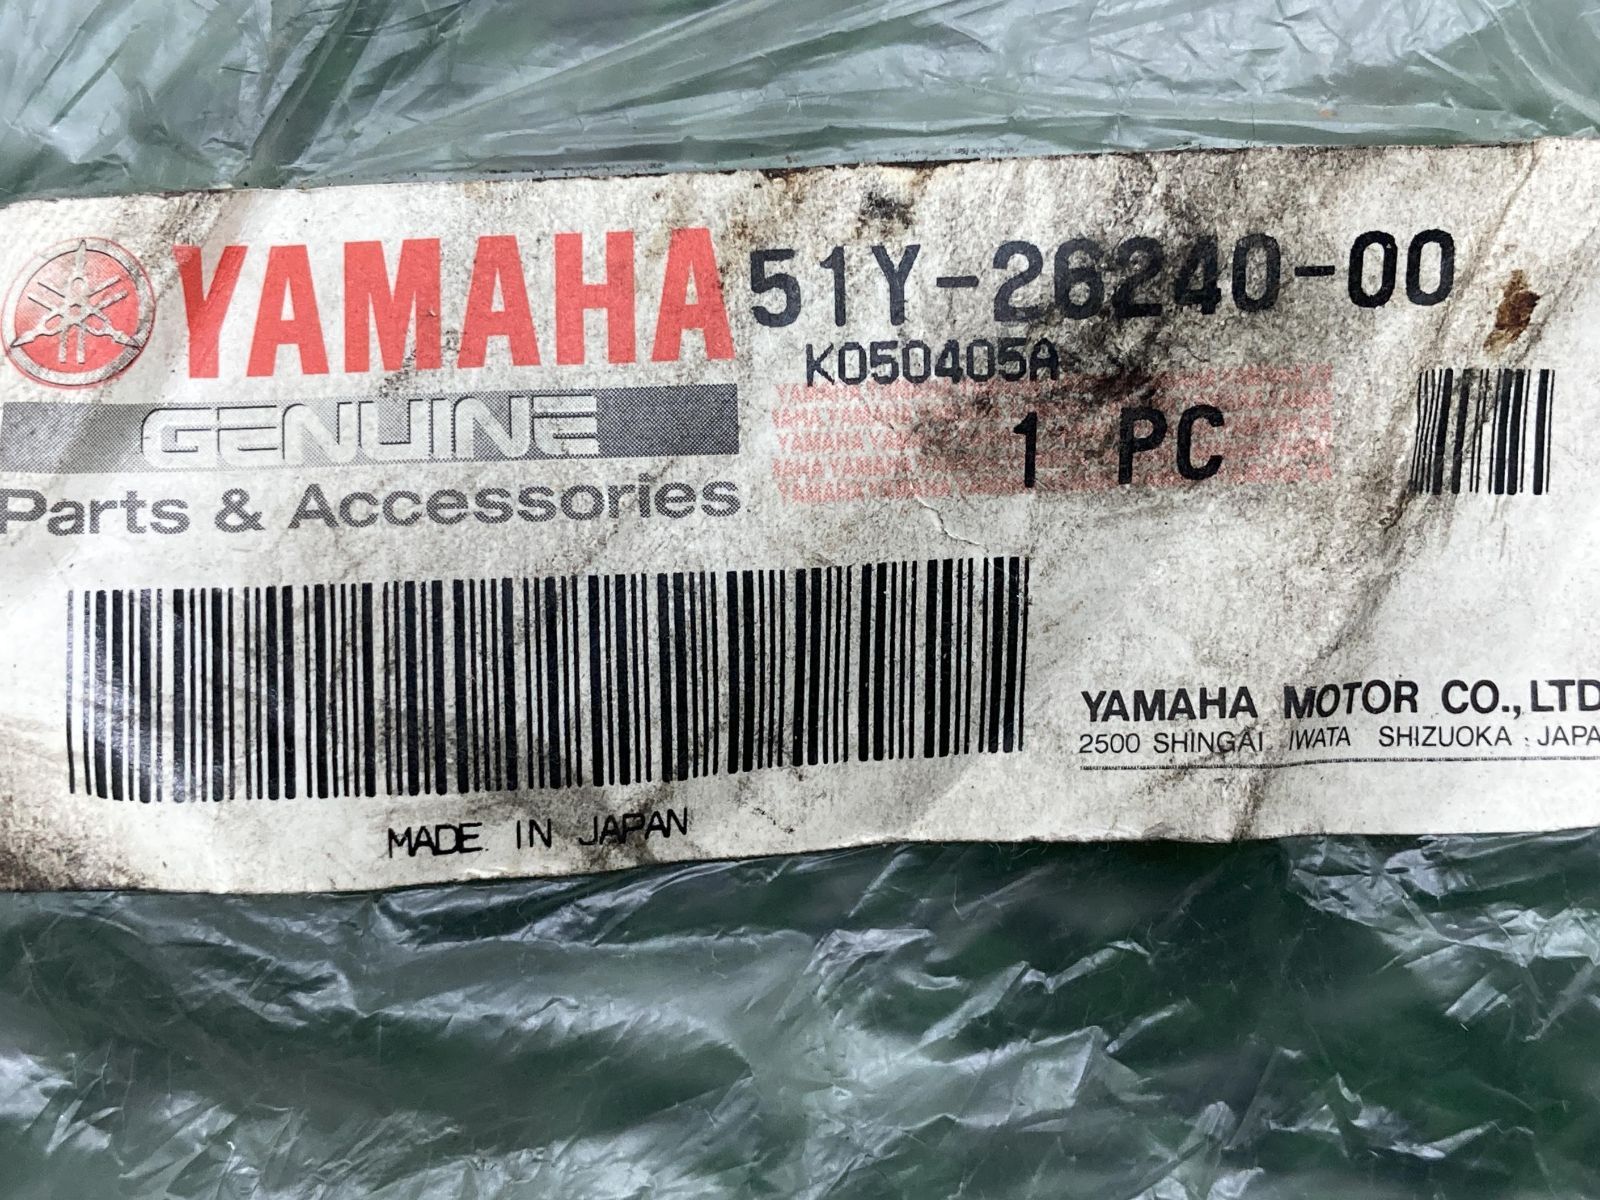 YAMAHA 51Y-26240-00
K050405A
GENUINE
1 PC
Parts & Accessories
YAMAHA MOTOR CO.,LTD
2500 SHINGAI IWATA SHIZUOKA JAPA
MADE IN JAPAN